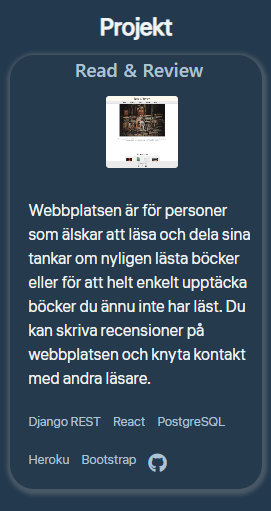 Projekt
Read & Review
Webbplatsen är för personer
som älskar att läsa och dela sina
tankar om nyligen lästa böcker
eller för att helt enkelt upptäcka
böcker du ännu inte har läst. Du
kan skriva recensioner på
webbplatsen och knyta kontakt
med andra läsare.
Django REST React PostgreSQL
Heroku Bootstrap